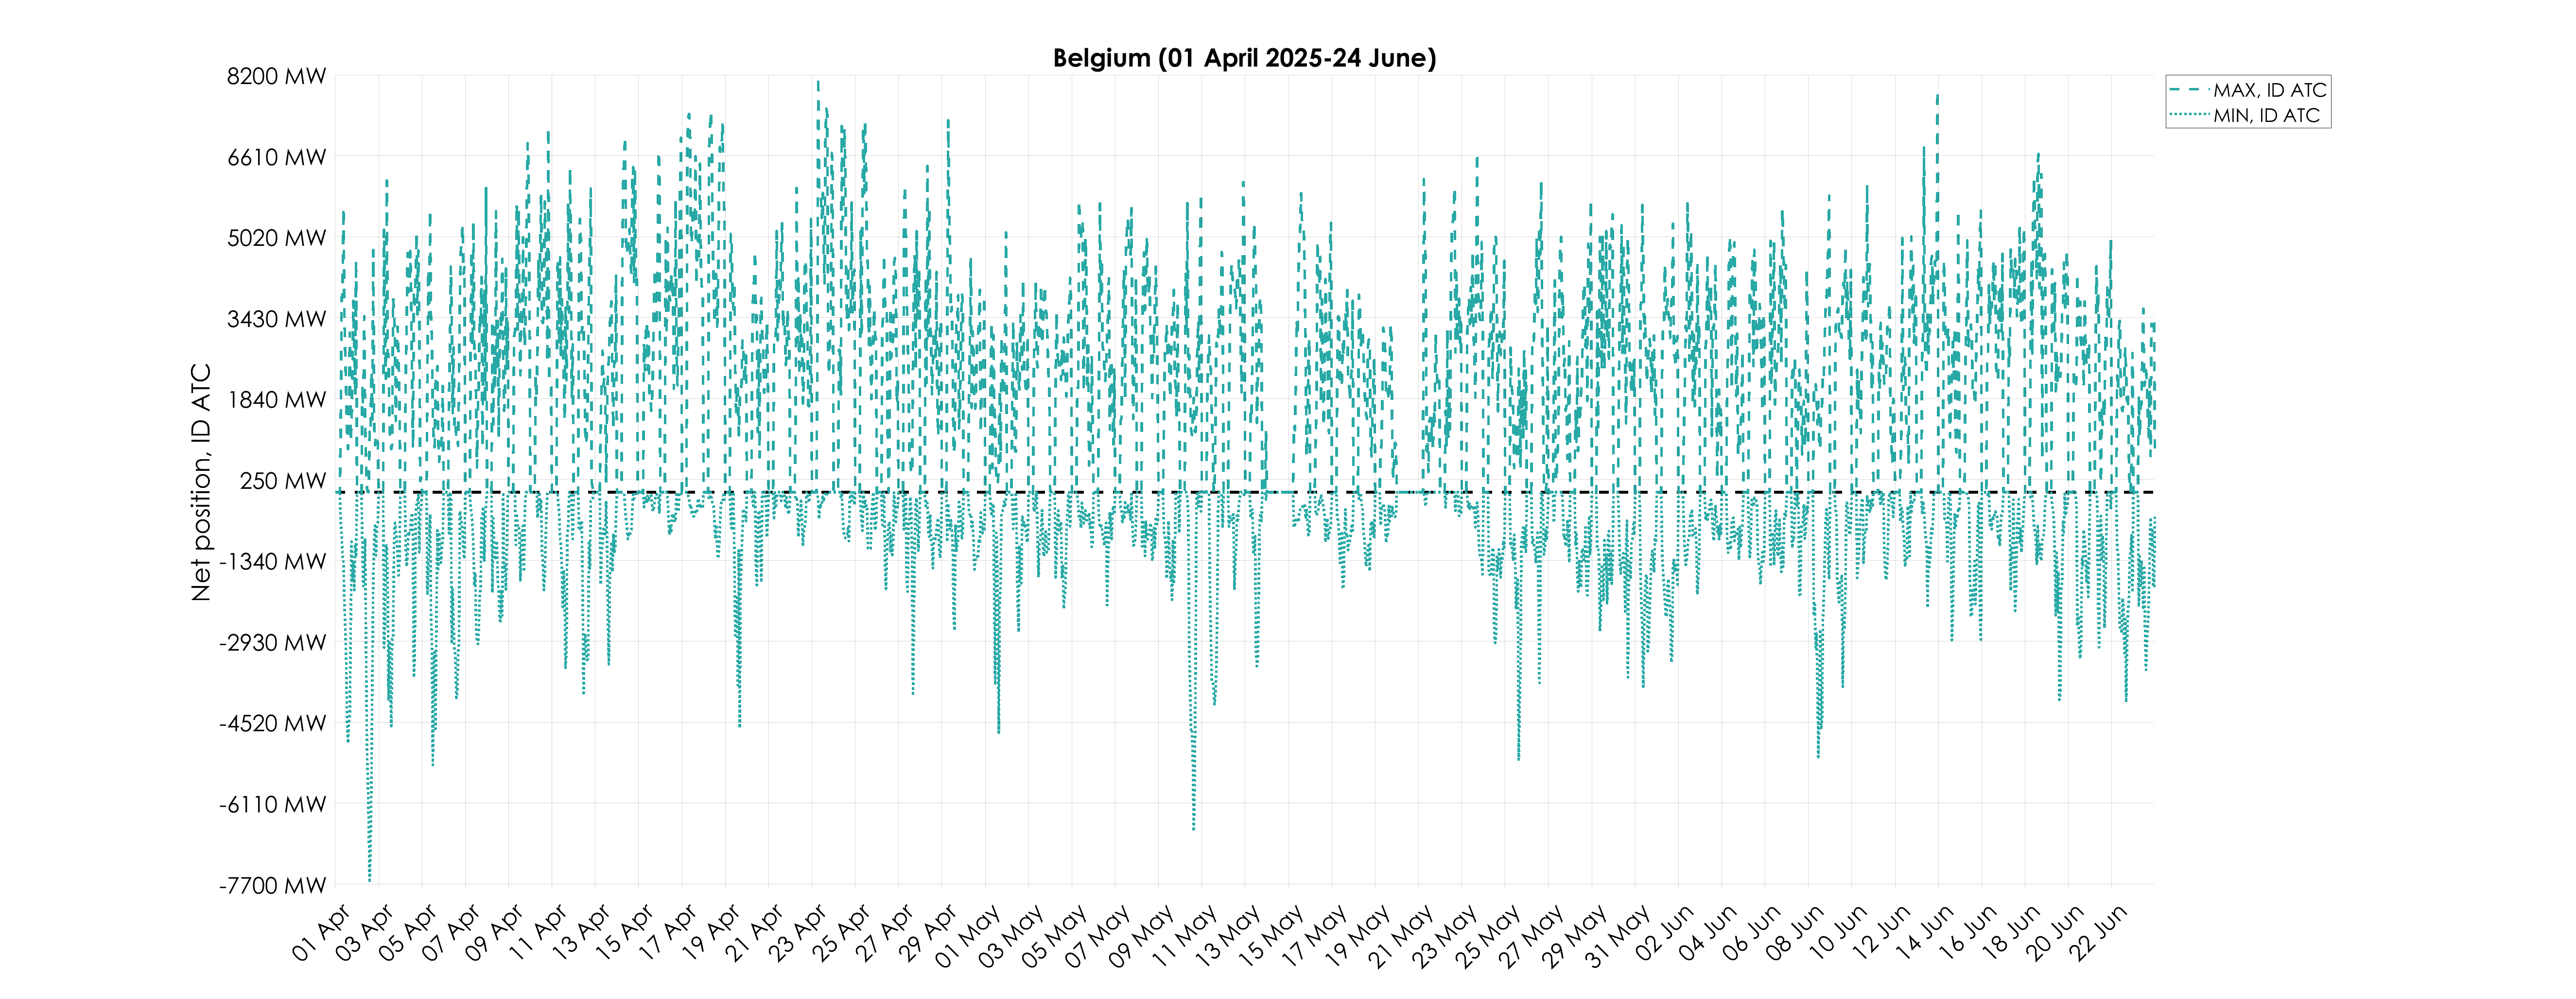 Belgium (01 April 2025-24 June)
8200 MW
6610 MW
5020 MW
3430 MW
1840 MW
250 MW
-1340 MW
-2930 MW
-4520 MW
-6110 MW
-7700 MW
Net position, ID ATC
MAX, ID ATC
MIN, ID ATC
01 Apr
03 Apr
05 Apr
07 Apr
09 Apr
11 Apr
13 Apr
15 Apr
17 Apr
19 Apr
21 Apr
23 Apr
25 Apr
27 Apr
29 Apr
01 May
03 May
05 May
07 May
09 May
11 May
13 May
15 May
17 May
19 May
21 May
23 May
25 May
27 May
29 May
31 May
02 Jun
04 Jun
06 Jun
08 Jun
10 Jun
12 Jun
14 Jun
16 Jun
18 Jun
20 Jun
22 Jun